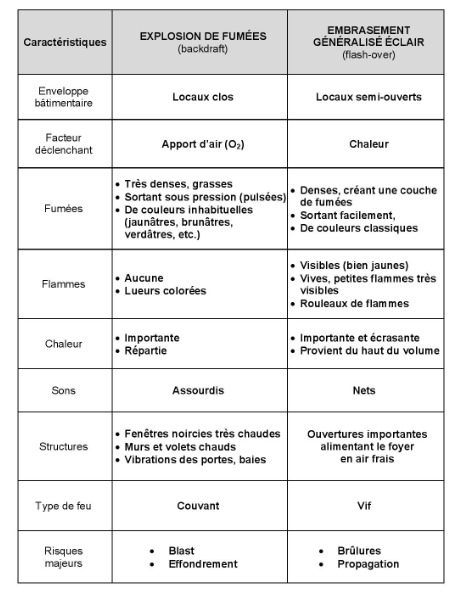 Caractéristiques
EXPLOSION DE FUMÉES
(backdraft)
EMBRASEMENT
GÉNÉRALISÉ ÉCLAIR
(flash-over)
Enveloppe
bâtimentaire
Locaux clos
Locaux semi-ouverts
Facteur
déclenchant
Apport d'air (O₂)
Chaleur
Fumées
• Très denses, grasses
• Sortant sous pression (pulsées)
• De couleurs inhabituelles
(jaunâtres, brunâtres,
verdâtres, etc.)
• Denses, créant une couche
de fumées
• Sortant facilement,
• De couleurs classiques
Flammes
• Aucune
• Lueurs colorées
• Visibles (bien jaunes)
• Vives, petites flammes très
visibles
• Rouleaux de flammes
Chaleur
• Importante
• Répartie
• Importante et écrasante
• Provient du haut du volume
Sons
Assourdis
Nets
Structures
• Fenêtres noircies très chaudes
• Murs et volets chauds
• Vibrations des portes, baies
Ouvertures importantes
alimentant le foyer
en air frais
Type de feu
Couvant
Vif
Risques
majeurs
• Blast
• Effondrement
• Brûlures
• Propagation